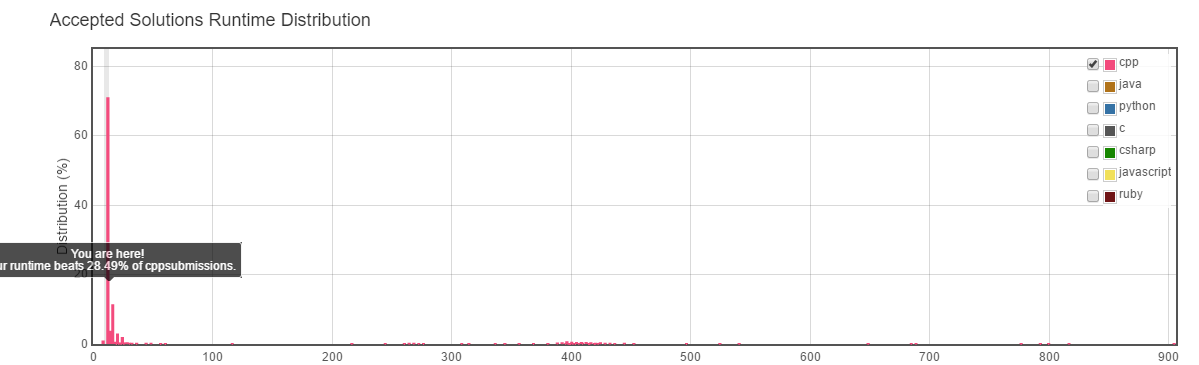 Accepted Solutions Runtime Distribution
80
60
40
20
0
Distribution (%)
You are here!
ur runtime beats 28.49% of cppsubmissions.
0 100 200 300 400 500 600 700 800 900
cpp
java
python
c
csharp
javascript
ruby